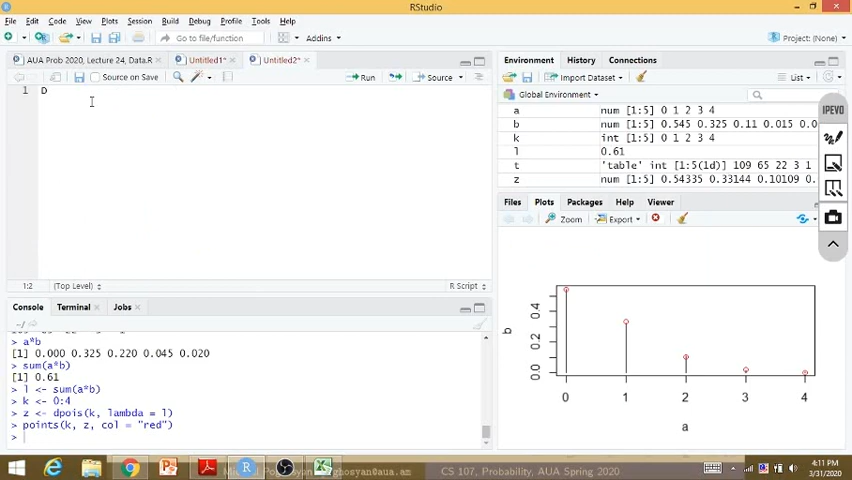 RStudio
File Edit Code View Plots Session Build Debug Profile Tools Help
Go to file/function Addins Project: (None)
AUA Prob 2020, Lecture 24, Data.R Untitled1* Untitled2*
Source on Save Run Source
1 D
1:2 (Top Level) R Script
Console Terminal Jobs
~/
> a*b
[1] 0.000 0.325 0.220 0.045 0.020
> sum(a*b)
[1] 0.61
> l <- sum(a*b)
> k <- 0:4
> z <- dpois(k, lambda = l)
> points(k, z, col = "red")
>
Environment History Connections
Import Dataset List
Global Environment
a num [1:5] 0 1 2 3 4
b num [1:5] 0.545 0.325 0.11 0.015 0.0
k int [1:5] 0 1 2 3 4
l 0.61
t 'table' int [1:5(1d)] 109 65 22 3 1
z num [1:5] 0.54335 0.33144 0.10109 0.
Files Plots Packages Help Viewer
Zoom Export
b
0.0 0.2 0.4
0 1 2 3 4
a
IPEVO
CS 107, Probability, AUA Spring 2020
4:11 PM
3/31/2020